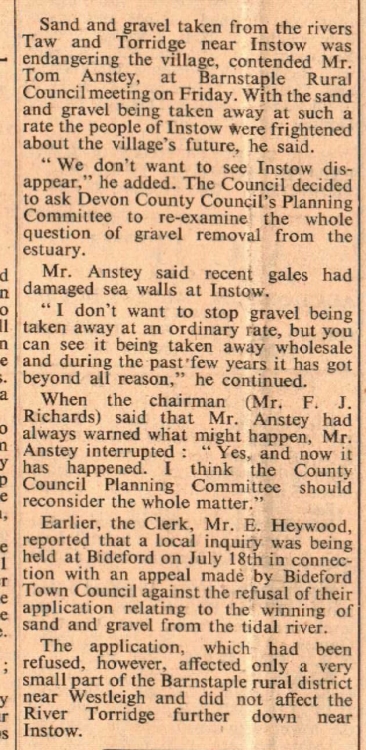 Sand and gravel taken from the rivers
Taw and Torridge near Instow was
endangering the village, contended Mr.
Tom Anstey, at Barnstaple Rural
Council meeting on Friday. With the sand
and gravel being taken away at such a
rate the people of Instow were frightened
about the village's future, he said.
" We don't want to see Instow dis-
appear," he added. The Council decided
to ask Devon County Council's Planning
Committee to re-examine the whole
question of gravel removal from the
estuary.
Mr. Anstey said recent gales had
damaged sea walls at Instow.
" I don't want to stop gravel being
taken away at an ordinary rate, but you
can see it being taken away wholesale
and during the past few years it has got
beyond all reason," he continued.
When the chairman (Mr. F. J.
Richards) said that Mr. Anstey had
always warned what might happen, Mr.
Anstey interrupted : " Yes, and now it
has happened. I think the County
Council Planning Committee should
reconsider the whole matter."
Earlier, the Clerk, Mr. E. Heywood,
reported that a local inquiry was being
held at Bideford on July 18th in connec-
tion with an appeal made by Bideford
Town Council against the refusal of their
application relating to the winning of
sand and gravel from the tidal river.
The application, which had been
refused, however, affected only a very
small part of the Barnstaple rural district
near Westleigh and did not affect the
River Torridge further down near
Instow.